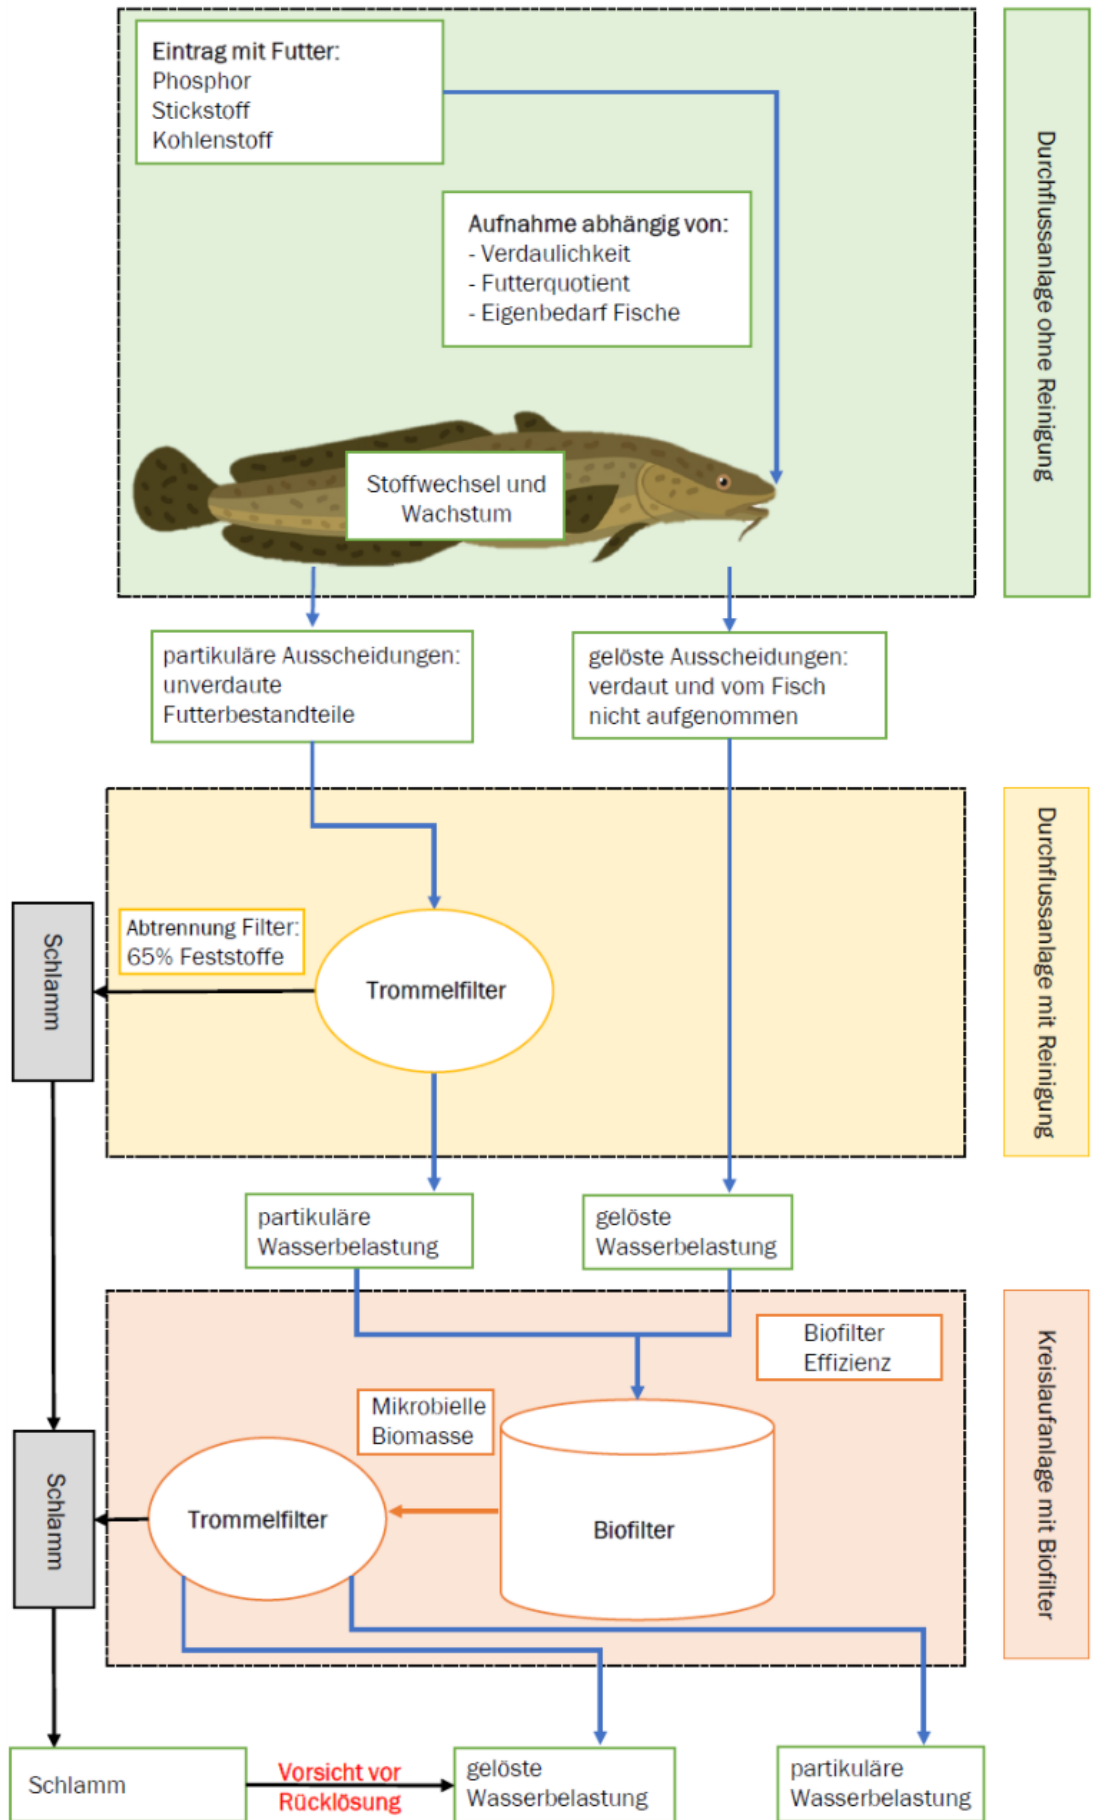 Eintrag mit Futter:
Phosphor
Stickstoff
Kohlenstoff
Aufnahme abhängig von:
- Verdaulichkeit
- Futterquotient
- Eigenbedarf Fische
Stoffwechsel und
Wachstum
Durchflussanlage ohne Reinigung
partikuläre Ausscheidungen:
unverdaute
Futterbestandteile
gelöste Ausscheidungen:
verdaut und vom Fisch
nicht aufgenommen
Durchflussanlage mit Reinigung
Schlamm
Abtrennung Filter:
65% Feststoffe
Trommelfilter
partikuläre
Wasserbelastung
gelöste
Wasserbelastung
Kreislaufanlage mit Biofilter
Biofilter
Effizienz
Mikrobielle
Biomasse
Schlamm
Trommelfilter
Biofilter
Schlamm
Vorsicht vor
Rücklösung
gelöste
Wasserbelastung
partikuläre
Wasserbelastung